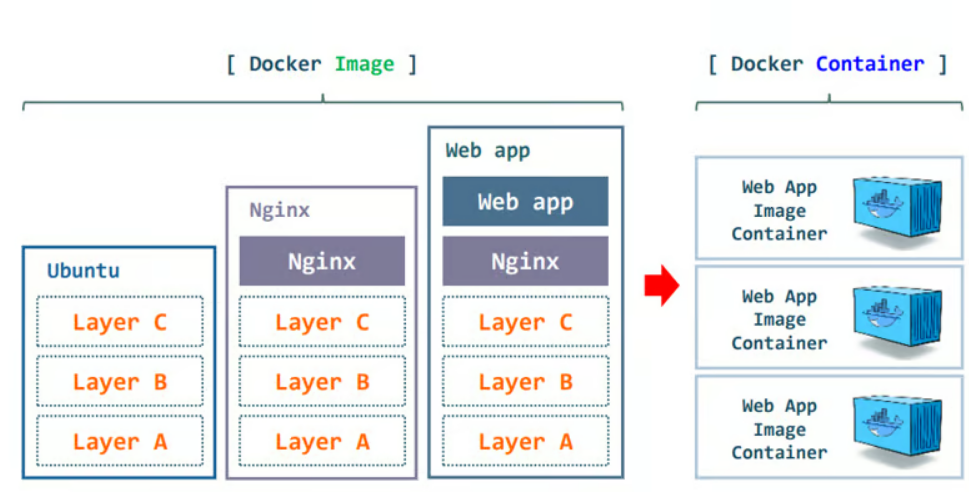 [ Docker Image ]
[ Docker Container ]
Ubuntu
Layer C
Layer B
Layer A
Nginx
Nginx
Layer C
Layer B
Layer A
Web app
Web app
Nginx
Layer C
Layer B
Layer A
Web App
Image
Container
Web App
Image
Container
Web App
Image
Container